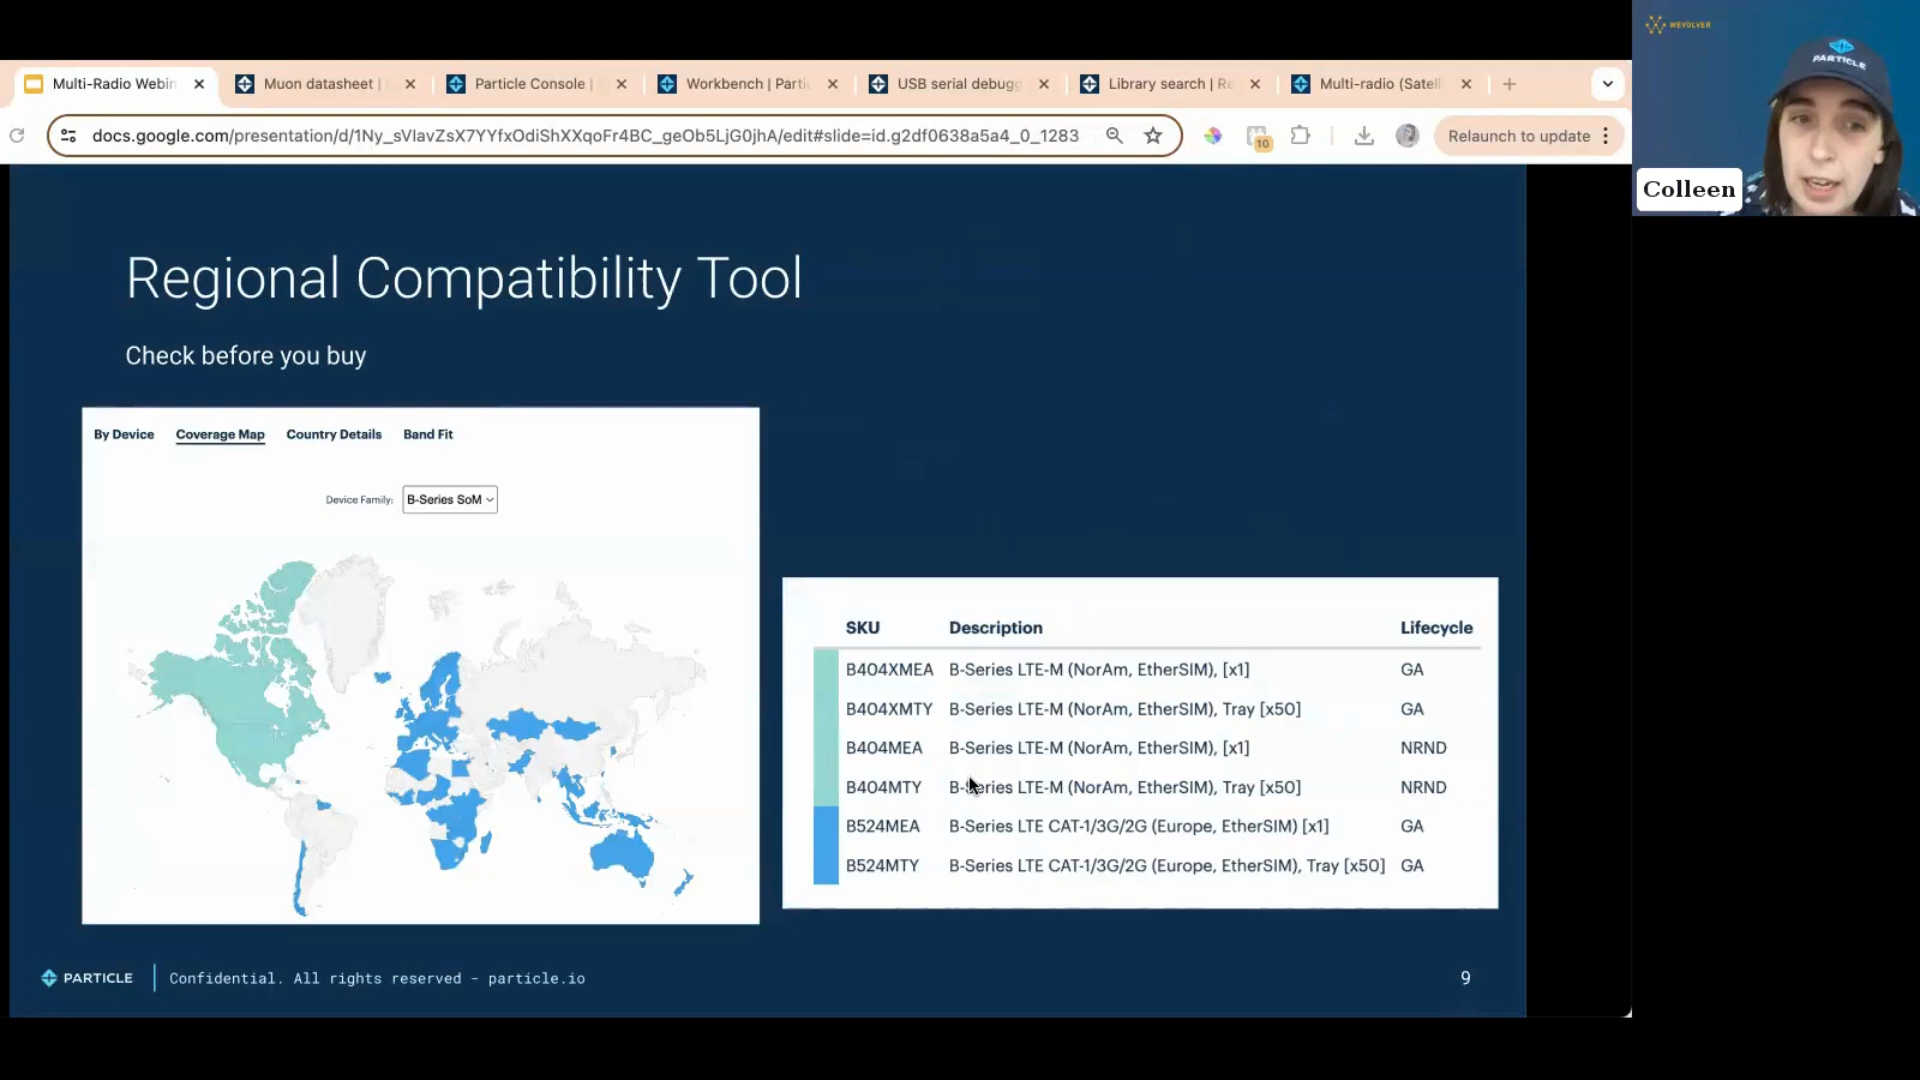 Multi-Radio Webin
Muon datasheet |
Particle Console |
Workbench | Parti
USB serial debugg
Library search | Re
Multi-radio (Satelli
docs.google.com/presentation/d/1Ny_sVlavZsX7YYfxOdiShXXqoFr4BC_geOb5LjG0jhA/edit#slide=id.g2df0638a5a4_0_1283
10
Relaunch to update
WEVOLVER
PARTICLE
Colleen
Regional Compatibility Tool
Check before you buy
By Device Coverage Map Country Details Band Fit
Device Family: B-Series SoM
SKU Description Lifecycle
B404XMEA B-Series LTE-M (NorAm, EtherSIM), [x1] GA
B404XMTY B-Series LTE-M (NorAm, EtherSIM), Tray [x50] GA
B404MEA B-Series LTE-M (NorAm, EtherSIM), [x1] NRND
B404MTY B-Series LTE-M (NorAm, EtherSIM), Tray [x50] NRND
B524MEA B-Series LTE CAT-1/3G/2G (Europe, EtherSIM) [x1] GA
B524MTY B-Series LTE CAT-1/3G/2G (Europe, EtherSIM), Tray [x50] GA
PARTICLE Confidential. All rights reserved - particle.io 9